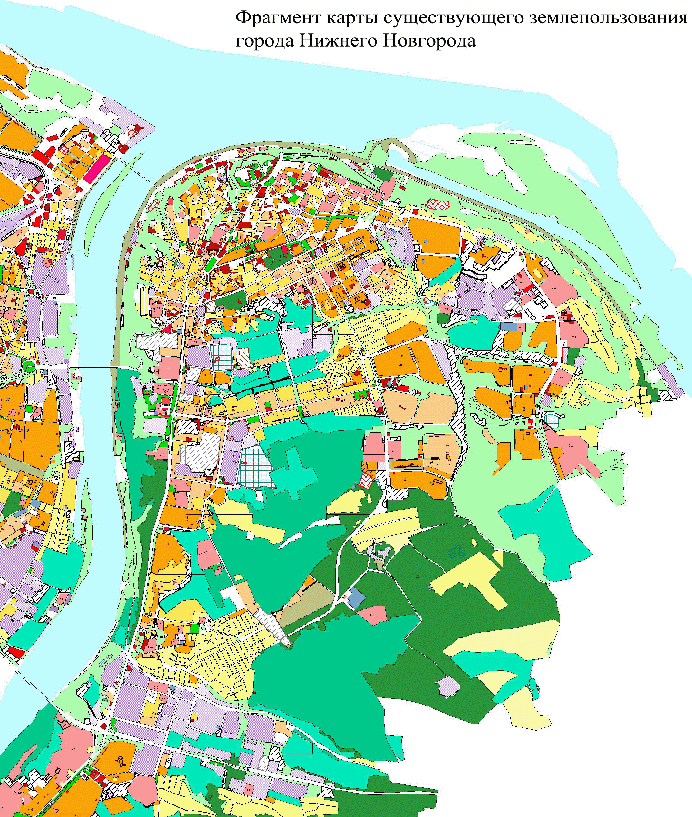 Фрагмент карты существующего землепользования
города Нижнего Новгорода